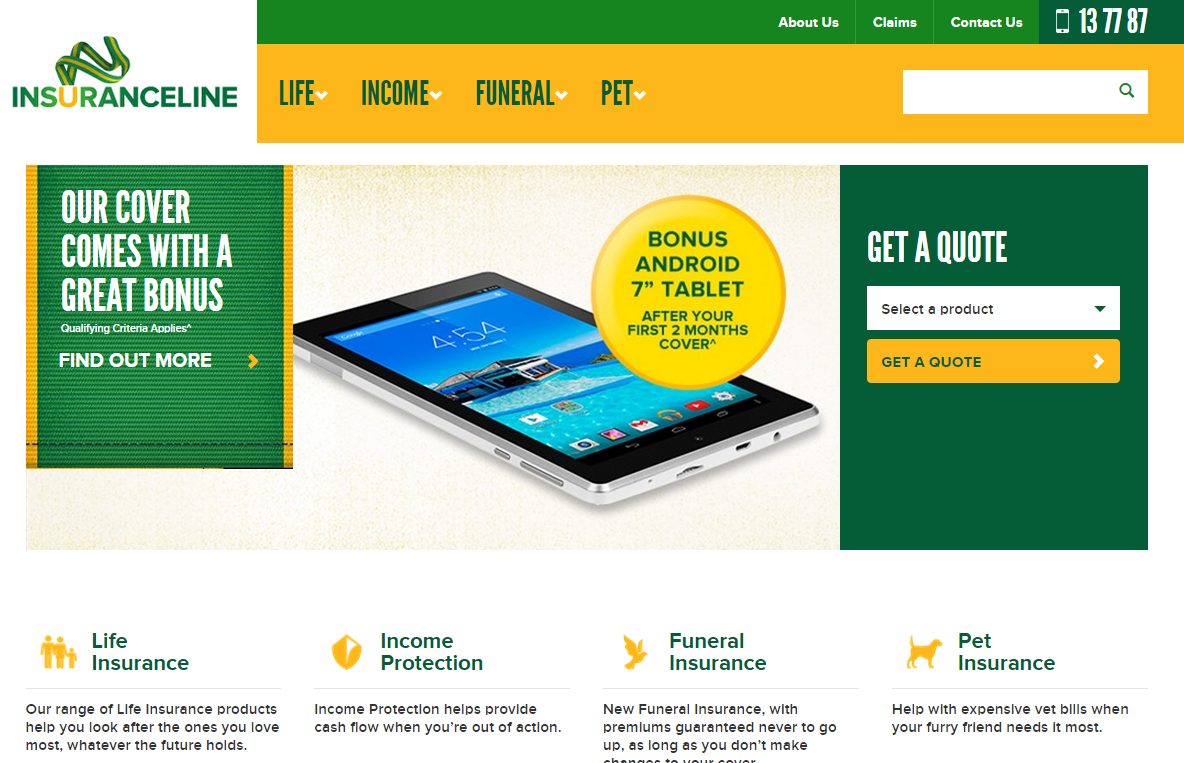 About Us
Claims
Contact Us
13 77 87
INSURANCELINE
LIFE
INCOME
FUNERAL
PET
OUR COVER
COMES WITH A
GREAT BONUS
Qualifying Criteria Applies^
FIND OUT MORE
4:54
Google
BONUS
ANDROID
7” TABLET
AFTER YOUR
FIRST 2 MONTHS
COVER^
GET A QUOTE
Select a product
GET A QUOTE
Life
Insurance
Our range of Life Insurance products
help you look after the ones you love
most, whatever the future holds.
Income
Protection
Income Protection helps provide
cash flow when you’re out of action.
Funeral
Insurance
New Funeral Insurance, with
premiums guaranteed never to go
up, as long as you don’t make
changes to your cover.
Pet
Insurance
Help with expensive vet bills when
your furry friend needs it most.